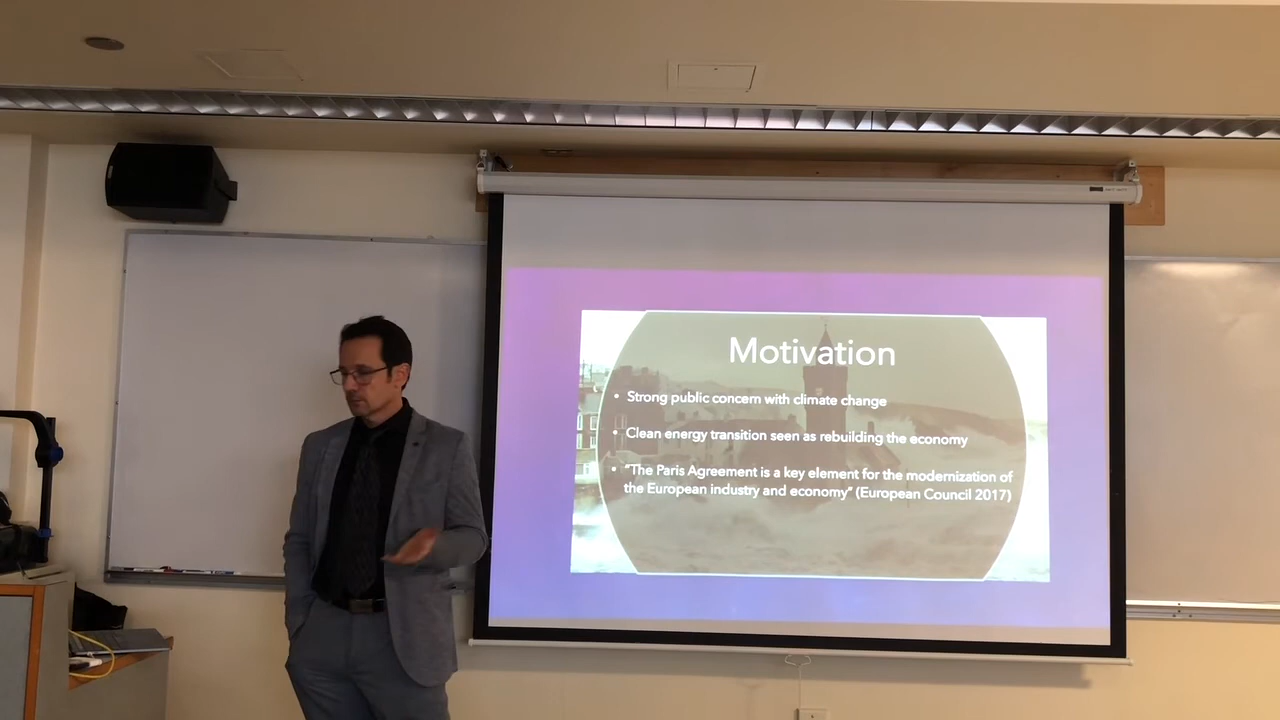 Motivation
• Strong public concern with climate change
• Clean energy transition seen as rebuilding the economy
• “The Paris Agreement is a key element for the modernization of
the European industry and economy” (European Council 2017)